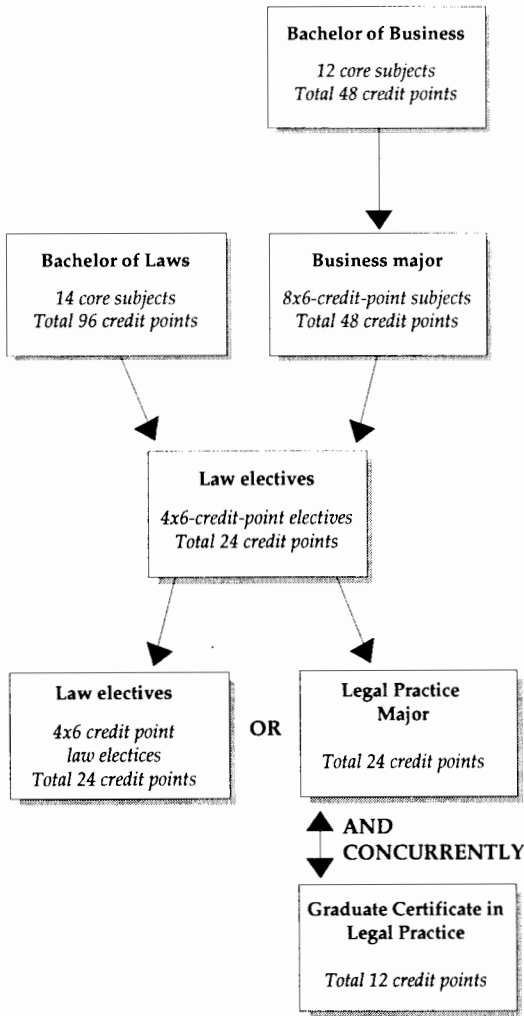 Bachelor of Business
12 core subjects
Total 48 credit points
Bachelor of Laws
14 core subjects
Total 96 credit points
Business major
8x6-credit-point subjects
Total 48 credit points
Law electives
4x6-credit-point electives
Total 24 credit points
Law electives
4x6 credit point
law electices
Total 24 credit points
OR
Legal Practice
Major
Total 24 credit points
AND
CONCURRENTLY
Graduate Certificate in
Legal Practice
Total 12 credit points